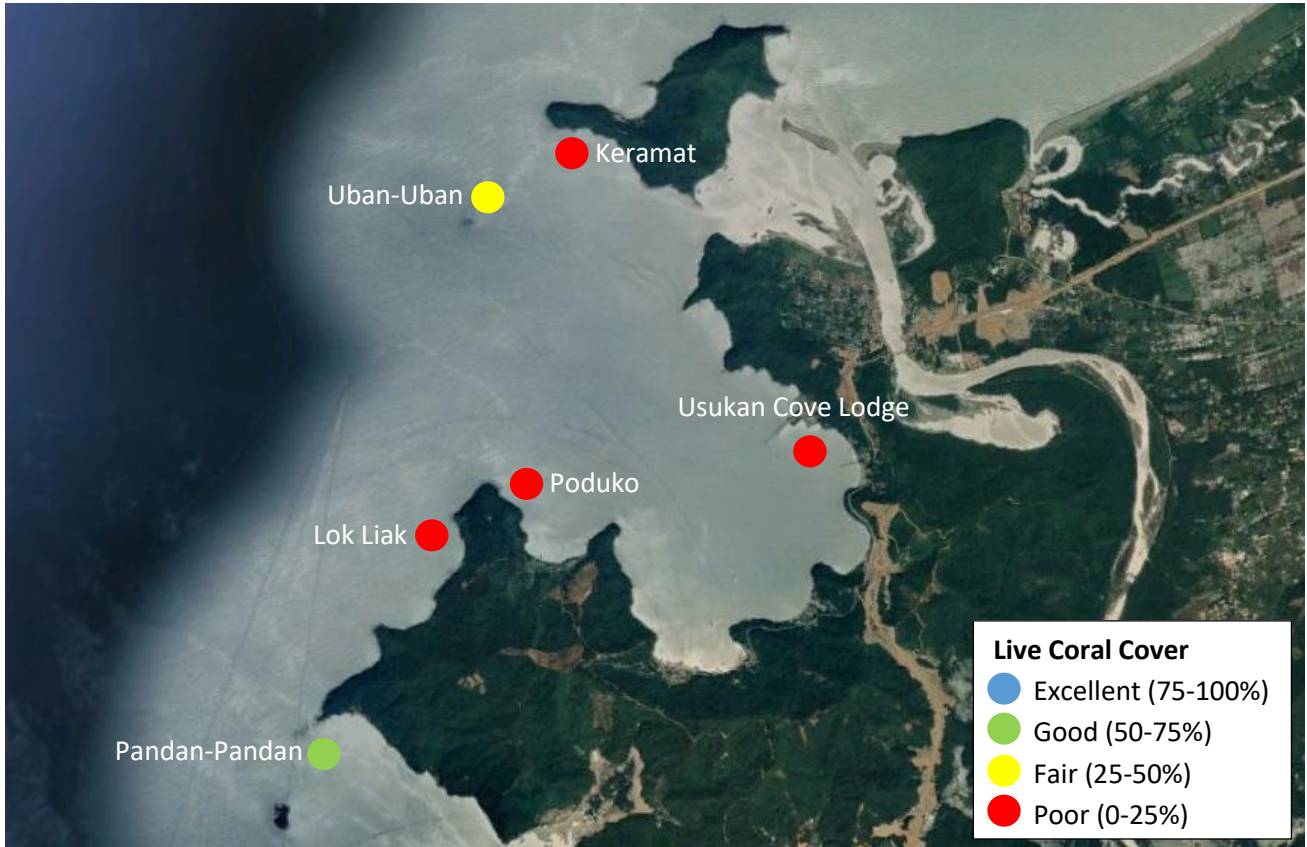 Keramat
Uban-Uban
Usukan Cove Lodge
Poduko
Lok Liak
Pandan-Pandan
Live Coral Cover
Excellent (75-100%)
Good (50-75%)
Fair (25-50%)
Poor (0-25%)